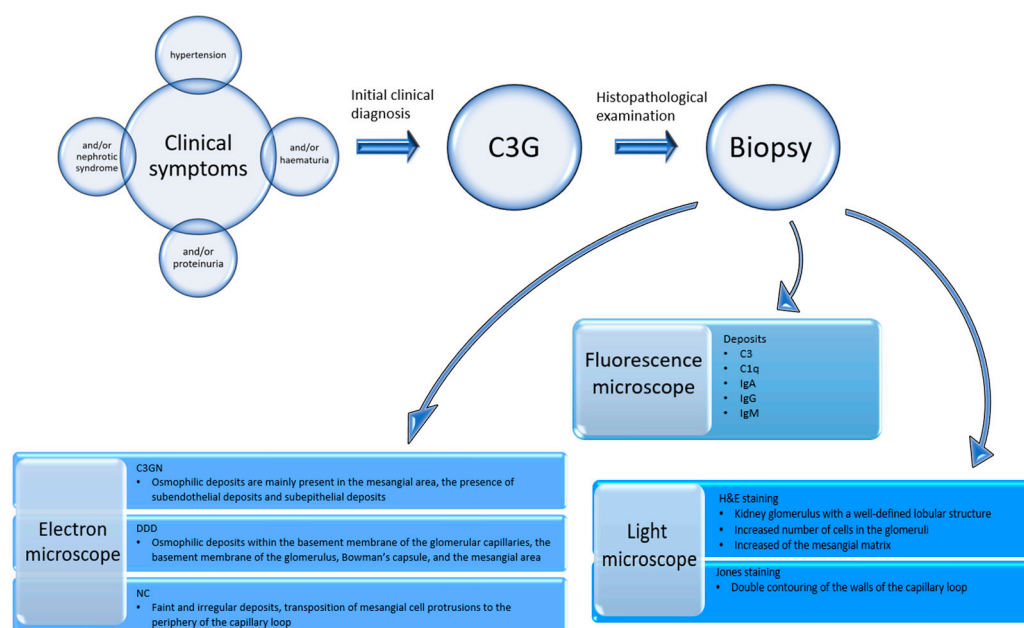 hypertension
and/or
nephrotic
syndrome
Clinical
symptoms
and/or
haematuria
and/or
proteinuria
Initial clinical
diagnosis
C3G
Histopathological
examination
Biopsy
Fluorescence
microscope
Deposits
• C3
• C1q
• IgA
• IgG
• IgM
Electron
microscope
C3GN
• Osmophilic deposits are mainly present in the mesangial area, the presence of
subendothelial deposits and subepithelial deposits
DDD
• Osmophilic deposits within the basement membrane of the glomerular capillaries, the
basement membrane of the glomerulus, Bowman's capsule, and the mesangial area
NC
• Faint and irregular deposits, transposition of mesangial cell protrusions to the
periphery of the capillary loop
Light
microscope
H&E staining
• Kidney glomerulus with a well-defined lobular structure
• Increased number of cells in the glomeruli
• Increased of the mesangial matrix
Jones staining
• Double contouring of the walls of the capillary loop